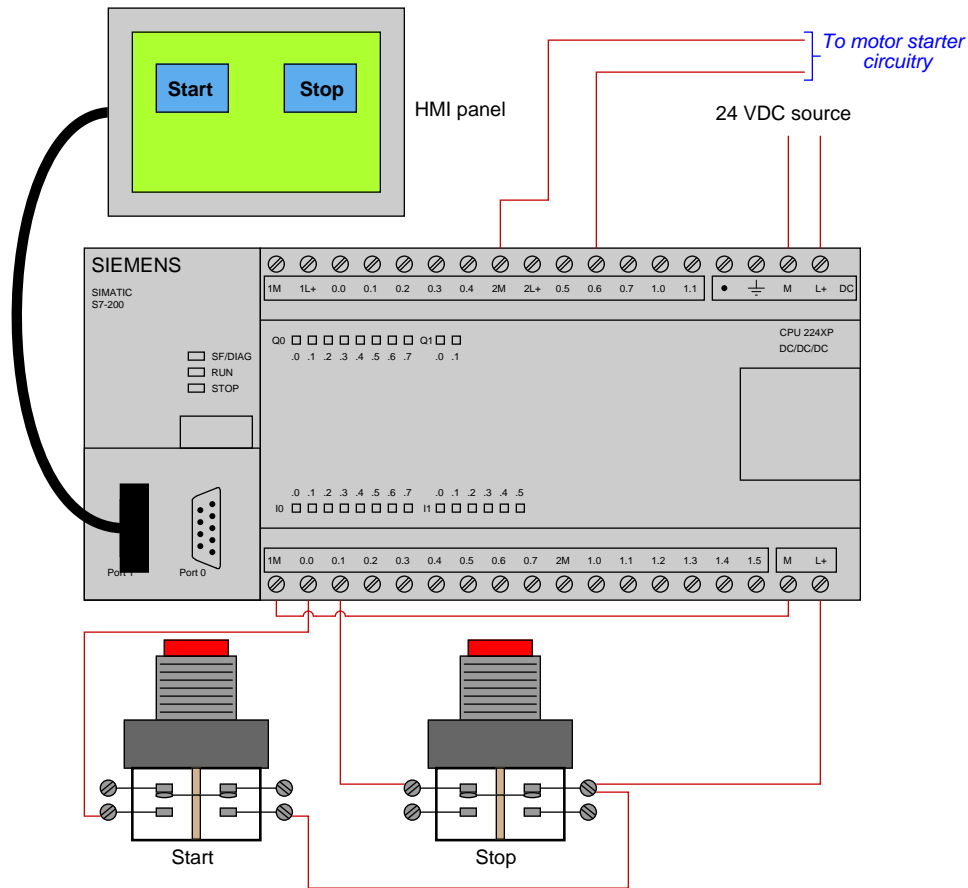 To motor starter
circuitry
Start Stop
HMI panel
24 VDC source
SIEMENS
SIMATIC
S7-200
1M 1L+ 0.0 0.1 0.2 0.3 0.4 2M 2L+ 0.5 0.6 0.7 1.0 1.1 M L+ DC
CPU 224XP
DC/DC/DC
Q0 Q1
.0 .1 .2 .3 .4 .5 .6 .7 .0 .1
SF/DIAG
RUN
STOP
.0 .1 .2 .3 .4 .5 .6 .7 .0 .1 .2 .3 .4 .5
I0 I1
1M 0.0 0.1 0.2 0.3 0.4 0.5 0.6 0.7 2M 1.0 1.1 1.2 1.3 1.4 1.5 M L+
Port 1 Port 0
Start Stop